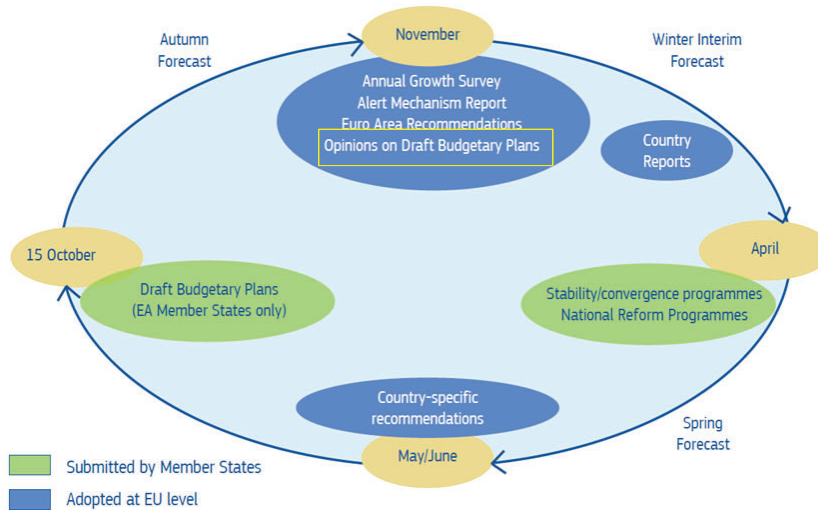 November
Autumn
Forecast
Winter Interim
Forecast
Annual Growth Survey
Alert Mechanism Report
Euro Area Recommendations
Opinions on Draft Budgetary Plans
Country
Reports
15 October
April
Draft Budgetary Plans
(EA Member States only)
Stability/convergence programmes
National Reform Programmes
Country-specific
recommendations
Spring
Forecast
May/June
Submitted by Member States
Adopted at EU level